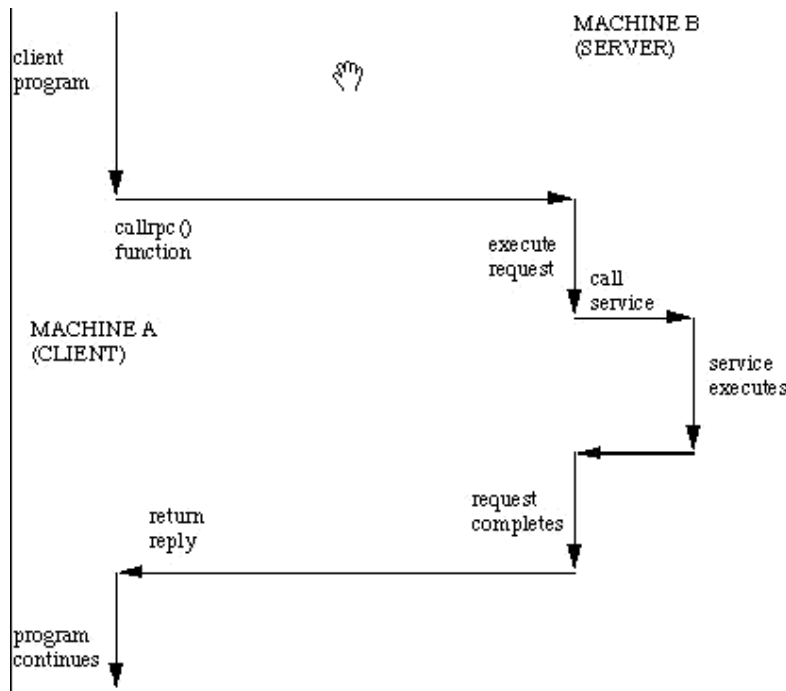 MACHINE B
(SERVER)
client
program
callrpc()
function
execute
request
call
service
MACHINE A
(CLIENT)
service
executes
request
completes
return
reply
program
continues